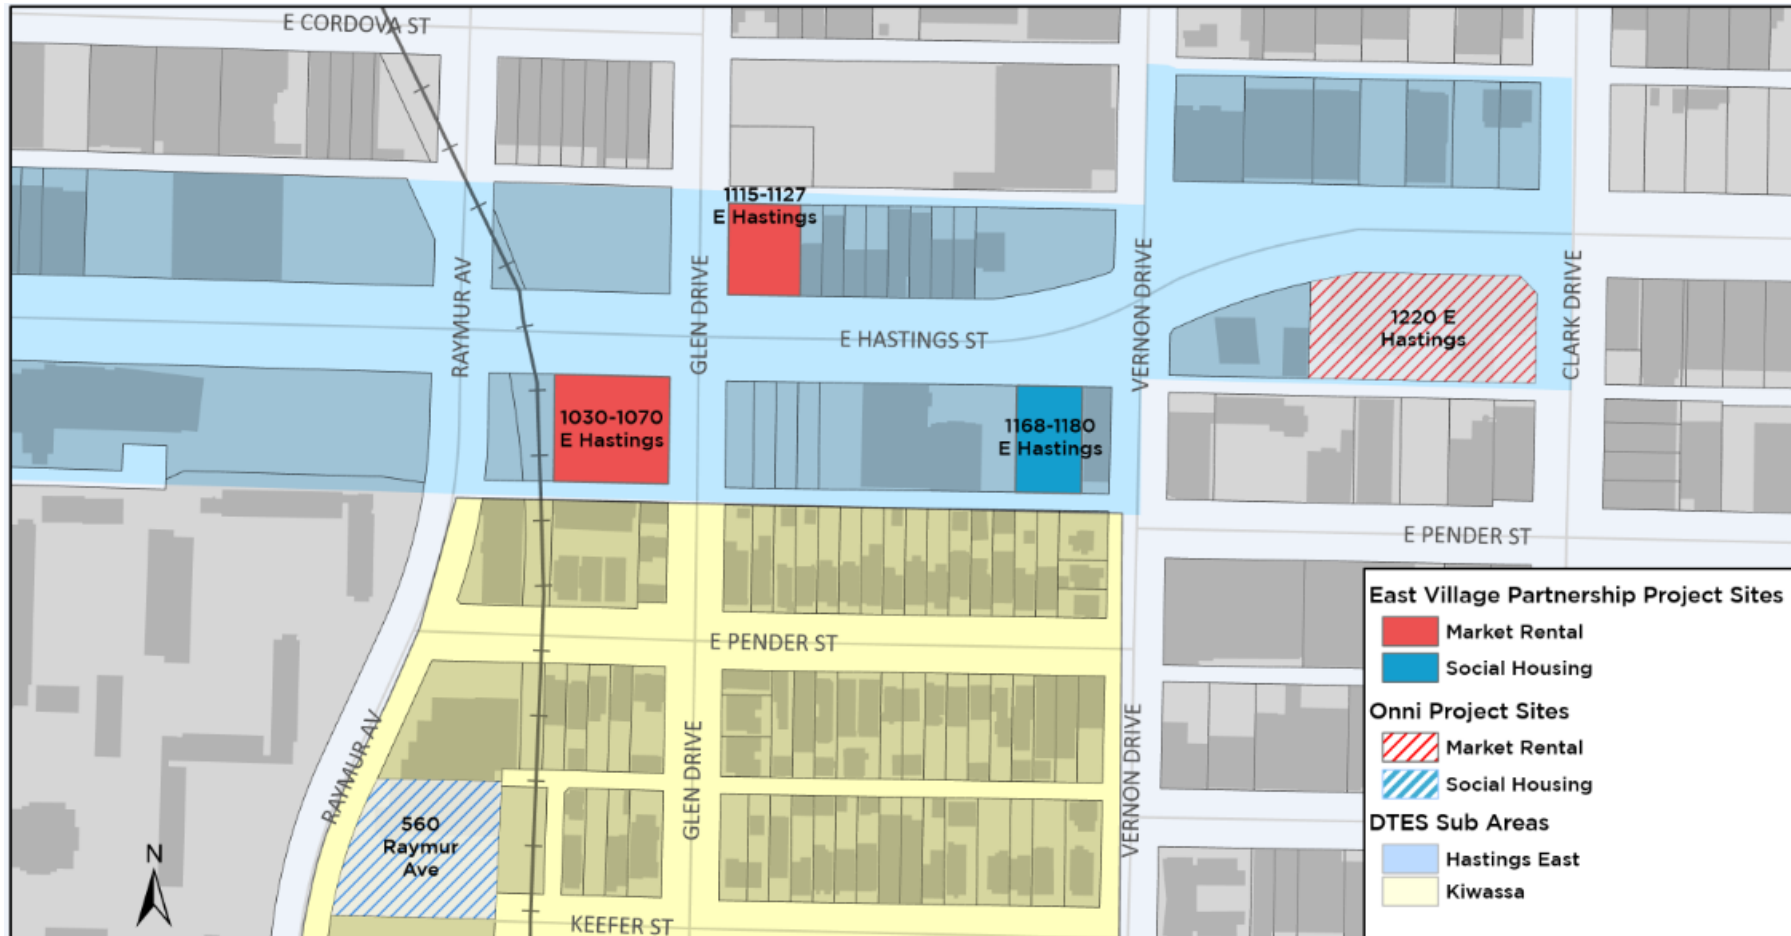 E CORDOVA ST
1115-1127
E Hastings
RAYMUR AV
GLEN DRIVE
E HASTINGS ST
VERNON DRIVE
1220 E
Hastings
CLARK DRIVE
1030-1070
E Hastings
1168-1180
E Hastings
E PENDER ST
E PENDER ST
RAYMUR AV
GLEN DRIVE
VERNON DRIVE
560
Raymur
Ave
N
KEEFER ST
East Village Partnership Project Sites
Market Rental
Social Housing
Onni Project Sites
Market Rental
Social Housing
DTES Sub Areas
Hastings East
Kiwassa